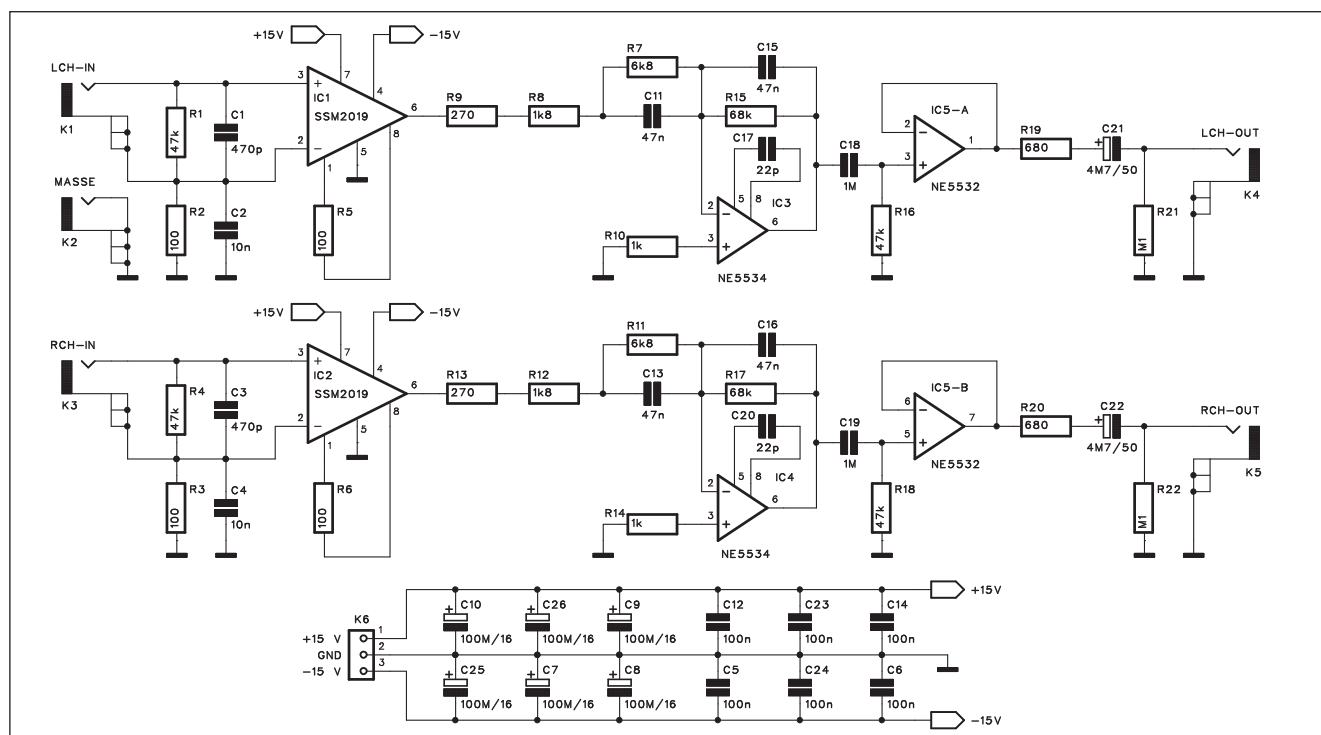 +15V
-15V
LCH-IN
K1
R1
47k
C1
470p
3
+
2
−
IC1
SSM2019
7
4
6
8
5
1
R5
100
MASSE
K2
R2
100
C2
10n
R9
270
R8
1k8
R7
6k8
C11
47n
C15
47n
R15
68k
C17
22p
5
8
IC3
2
−
3
+
6
NE5534
R10
1k
C18
1M
R16
47k
IC5-A
2
−
3
+
1
NE5532
R19
680
+
C21
4M7/50
R21
M1
LCH-OUT
K4
+15V
-15V
RCH-IN
K3
R4
47k
C3
470p
3
+
2
−
IC2
SSM2019
7
4
6
8
5
1
R6
100
R3
100
C4
10n
R13
270
R12
1k8
R11
6k8
C13
47n
C16
47n
R17
68k
C20
22p
5
8
IC4
2
−
3
+
6
NE5534
R14
1k
C19
1M
R18
47k
IC5-B
6
−
5
+
7
NE5532
R20
680
+
C22
4M7/50
R22
M1
RCH-OUT
K5
K6
+15 V
1
GND
2
-15 V
3
+
C10
100M/16
+
C26
100M/16
+
C9
100M/16
C12
100n
C23
100n
C14
100n
+15V
+
C25
100M/16
+
C7
100M/16
+
C8
100M/16
C5
100n
C24
100n
C6
100n
-15V